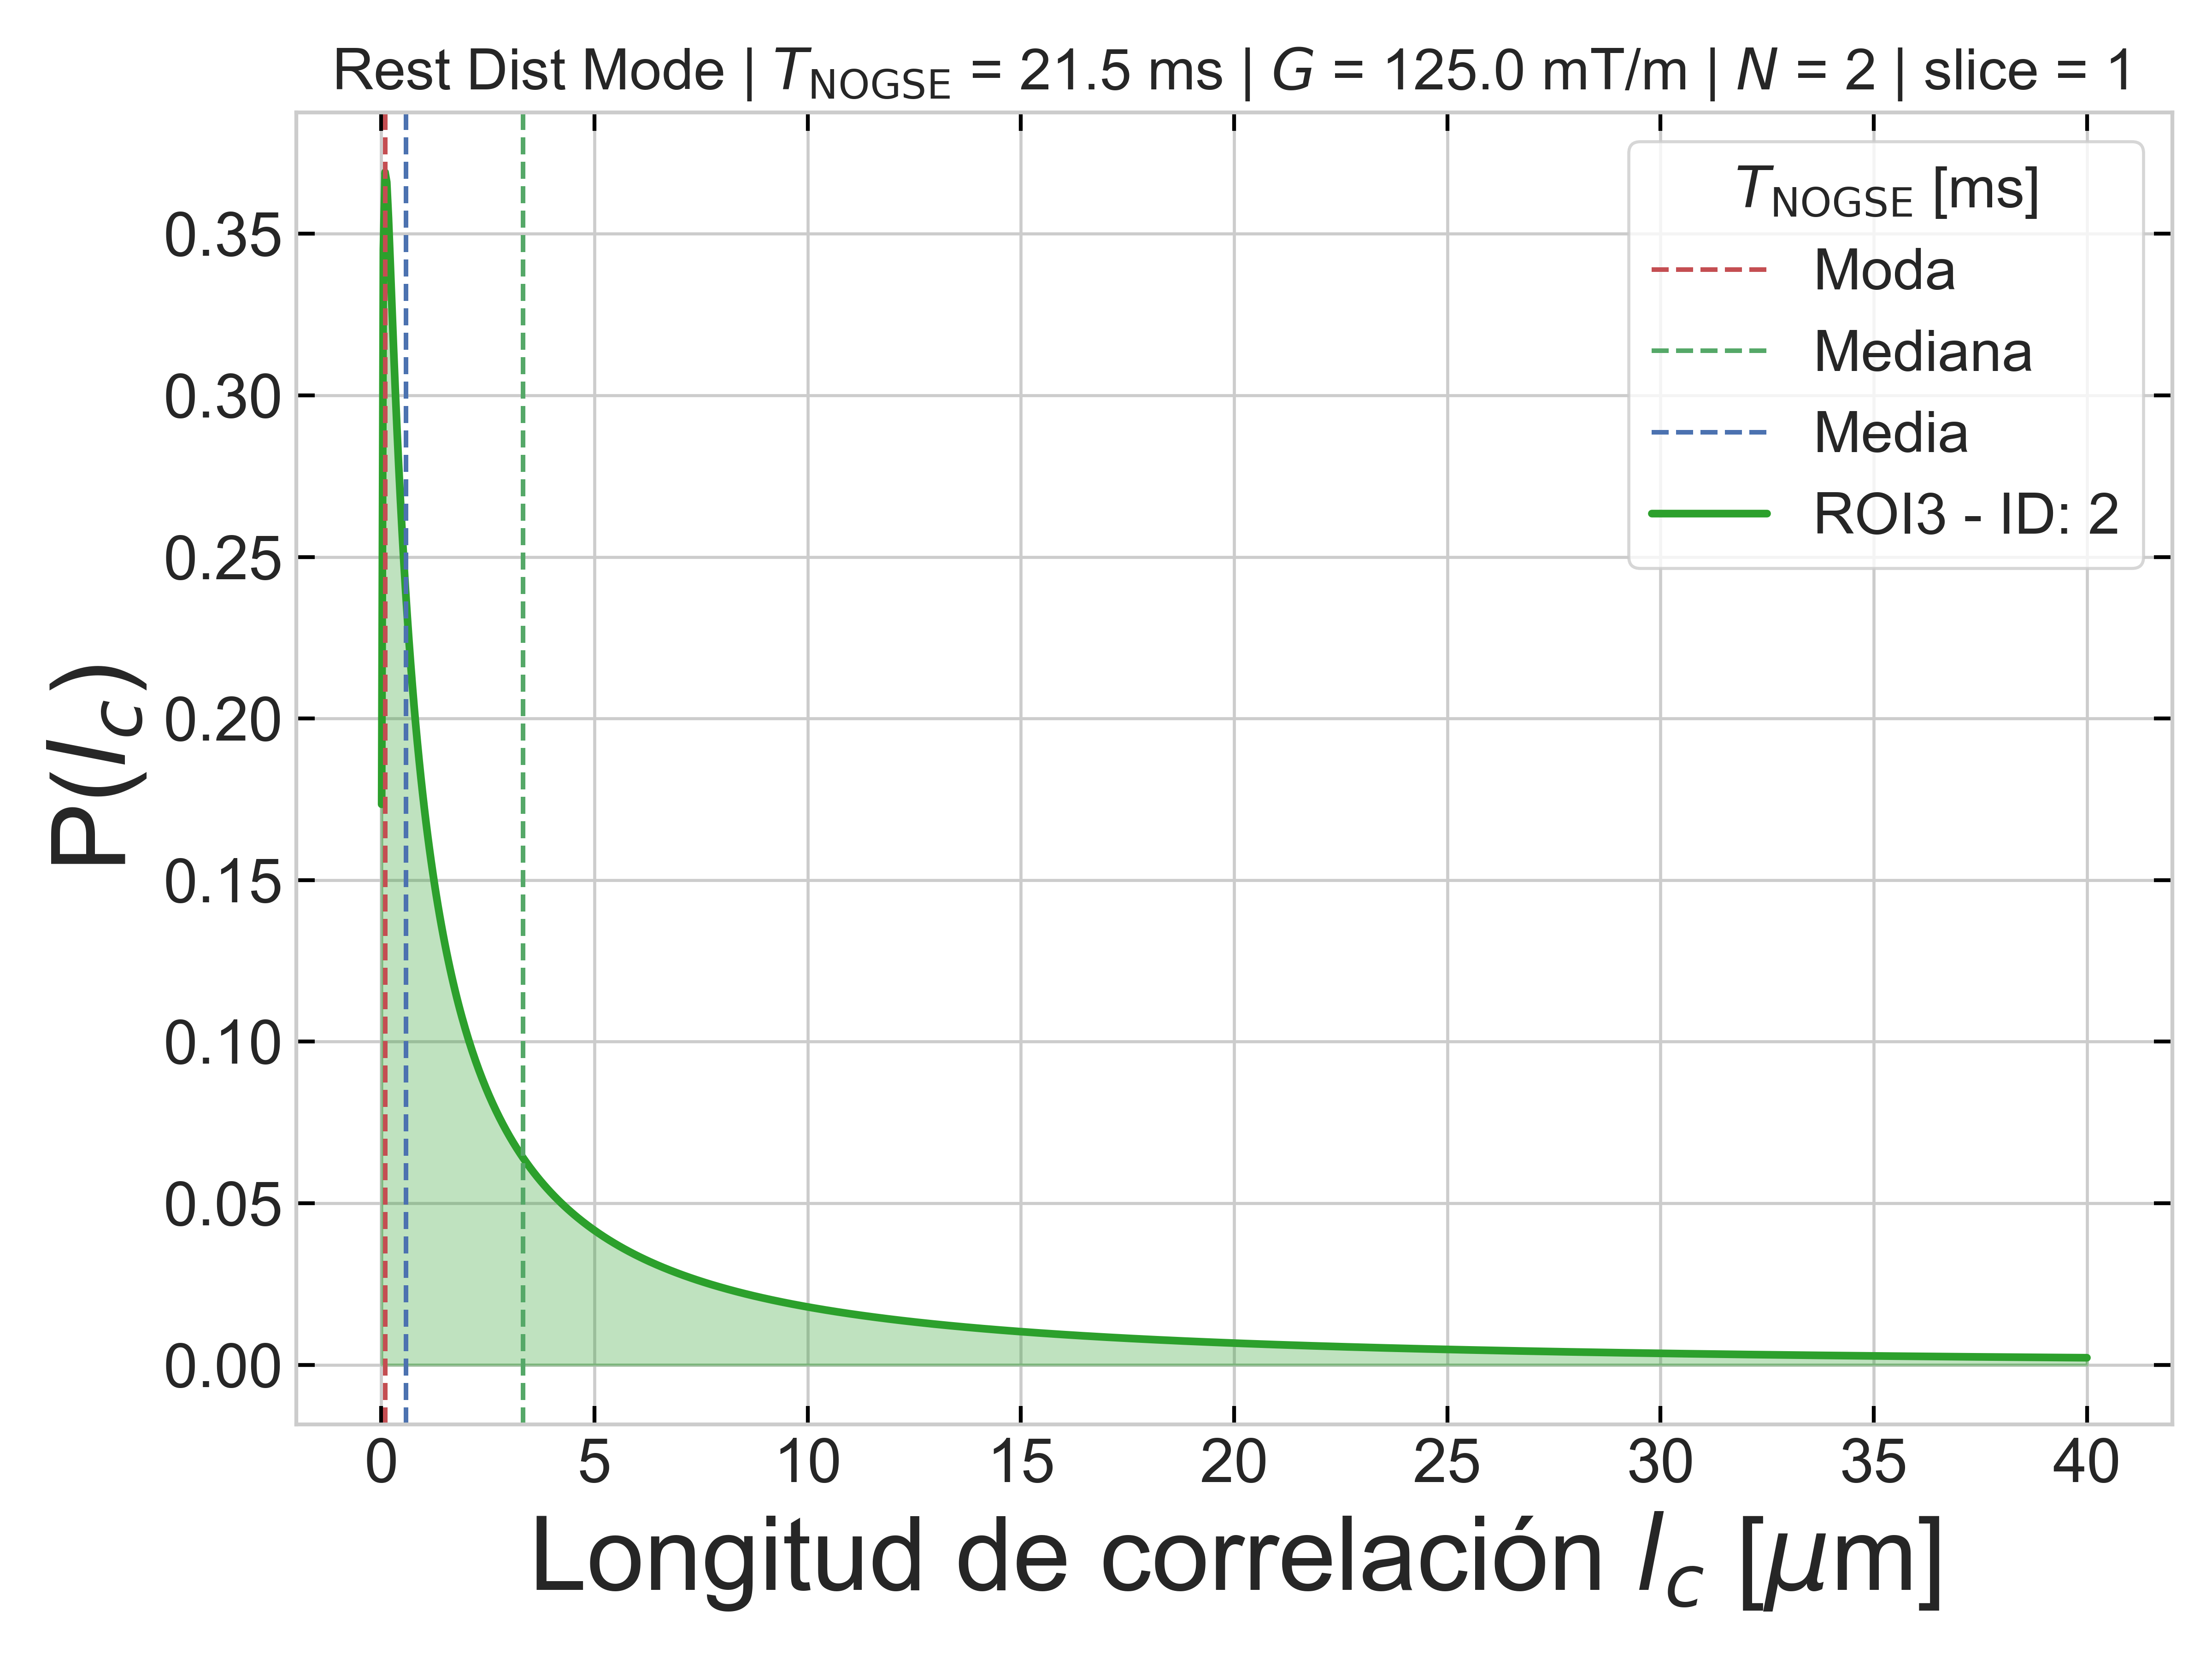 Rest Dist Mode | T_NOGSE = 21.5 ms | G = 125.0 mT/m | N = 2 | slice = 1
T_NOGSE [ms]
Moda
Mediana
Media
ROI3 - ID: 2
P(l_c)
0.35
0.30
0.25
0.20
0.15
0.10
0.05
0.00
0 5 10 15 20 25 30 35 40
Longitud de correlación l_c [μm]